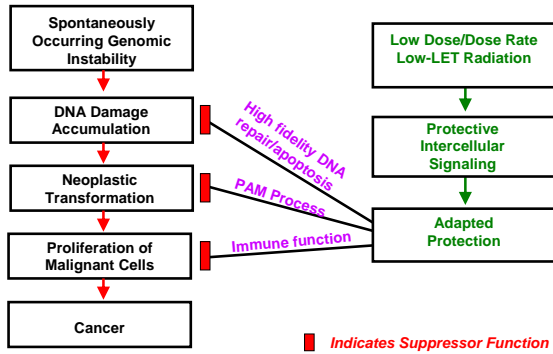 Spontaneously
Occurring Genomic
Instability
DNA Damage
Accumulation
Neoplastic
Transformation
Proliferation of
Malignant Cells
Cancer
High fidelity DNA
repair/apoptosis
PAM Process
Immune function
Low Dose/Dose Rate
Low-LET Radiation
Protective
Intercellular
Signaling
Adapted
Protection
Indicates Suppressor Function